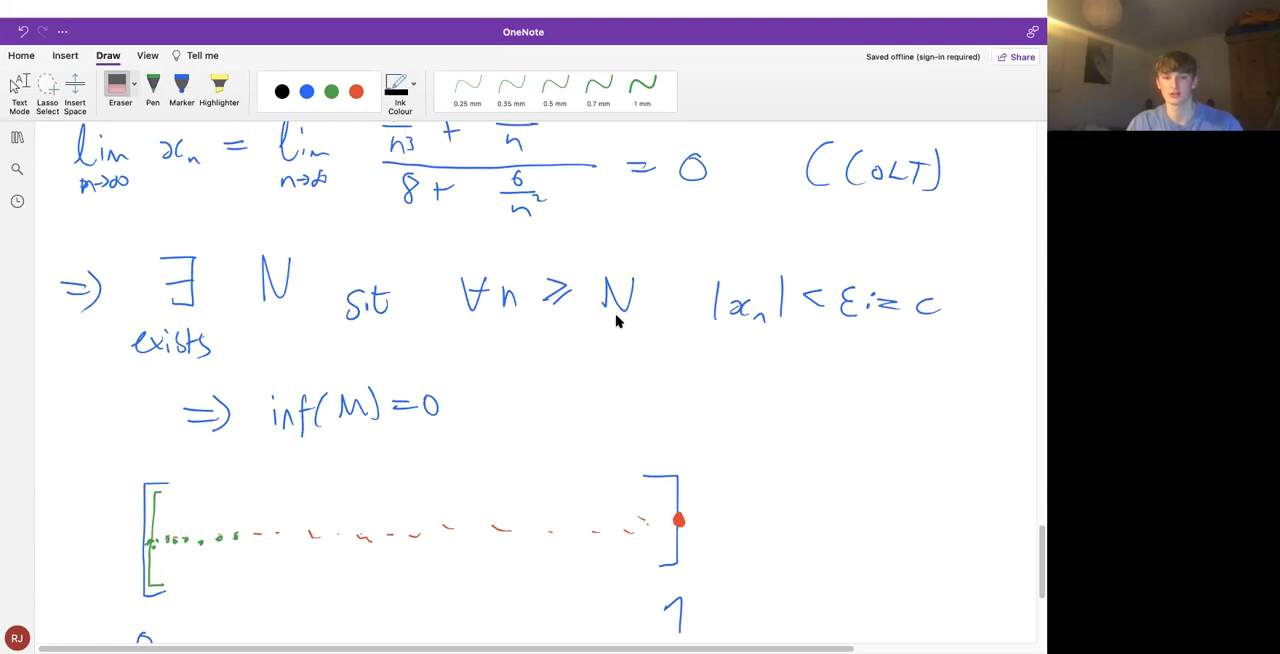 OneNote
Home Insert Draw View Tell me
Saved offline (sign-in required) Share
Text Mode Lasso Select Insert Space Eraser Pen Marker Highlighter Ink Colour 0.25 mm 0.35 mm 0.5 mm 0.7 mm 1 mm
lim n→∞ xₙ = lim n→∞ (‾/n³ + ‾/n)/(8 + 6/n²) = 0 (COLT)
⇒ ∃ N s.t ∀n ≥ N |xₙ| < ε := c
exists
⇒ inf(M) = 0
1
RJ